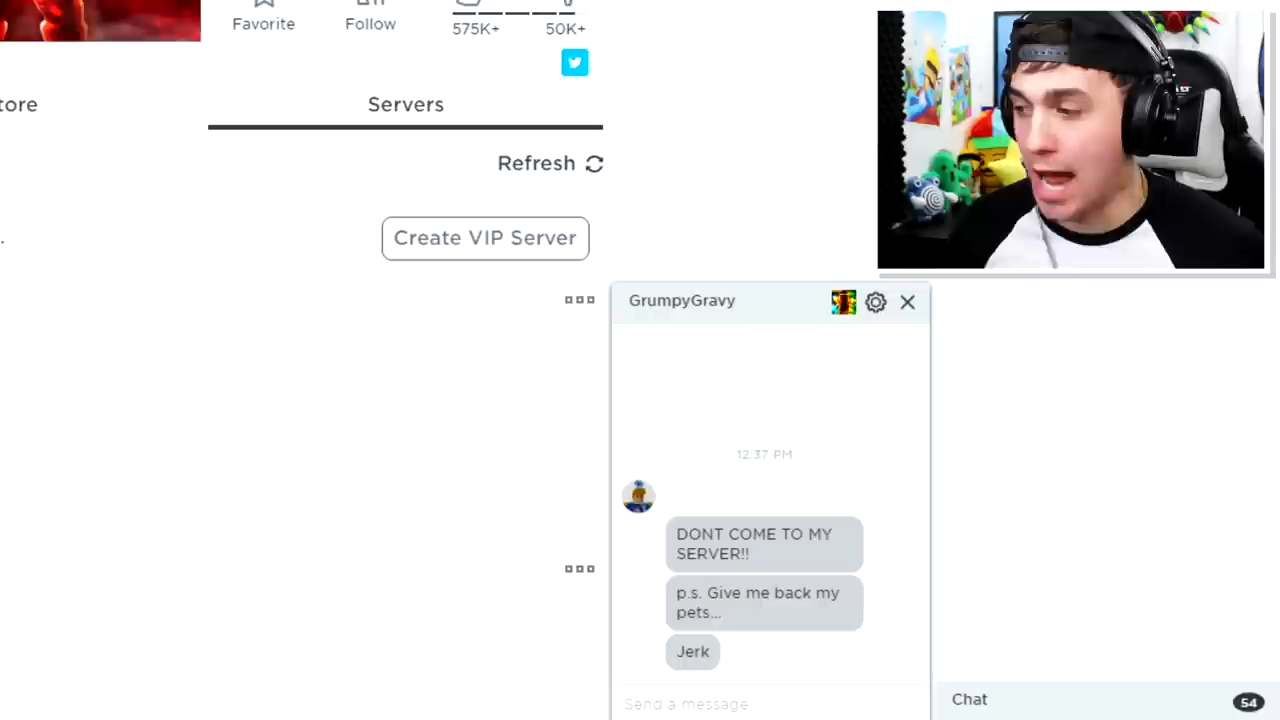 Favorite
Follow
575K+
50K+
tore
Servers
Refresh
Create VIP Server
GrumpyGravy
12:37 PM
DONT COME TO MY
SERVER!!
p.s. Give me back my
pets...
Jerk
Send a message
Chat
54